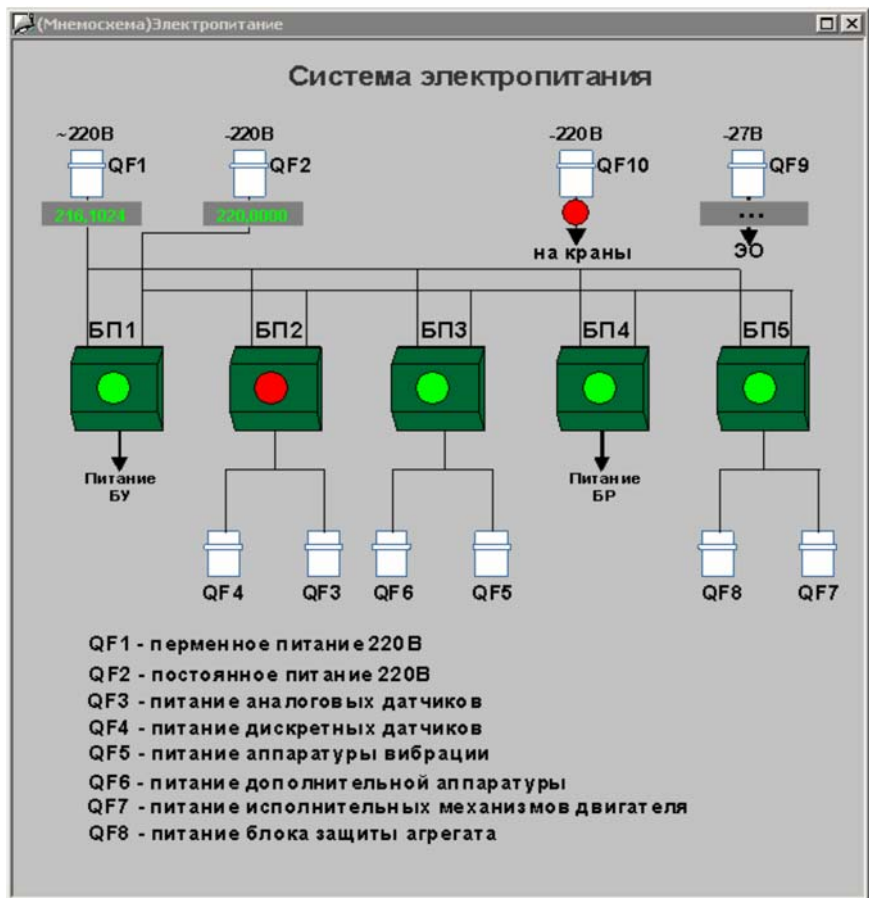 (Мнемосхема)Электропитание
Система электропитания
~220В -220В -220В -27В
QF1 QF2 QF10 QF9
216,1024 220,0000 ...
на краны ЭО
БП1 БП2 БП3 БП4 БП5
Питание Питание
БУ БР
QF4 QF3 QF6 QF5 QF8 QF7
QF1 - перменное питание 220В
QF2 - постоянное питание 220В
QF3 - питание аналоговых датчиков
QF4 - питание дискретных датчиков
QF5 - питание аппаратуры вибрации
QF6 - питание дополнительной аппаратуры
QF7 - питание исполнительных механизмов двигателя
QF8 - питание блока защиты агрегата